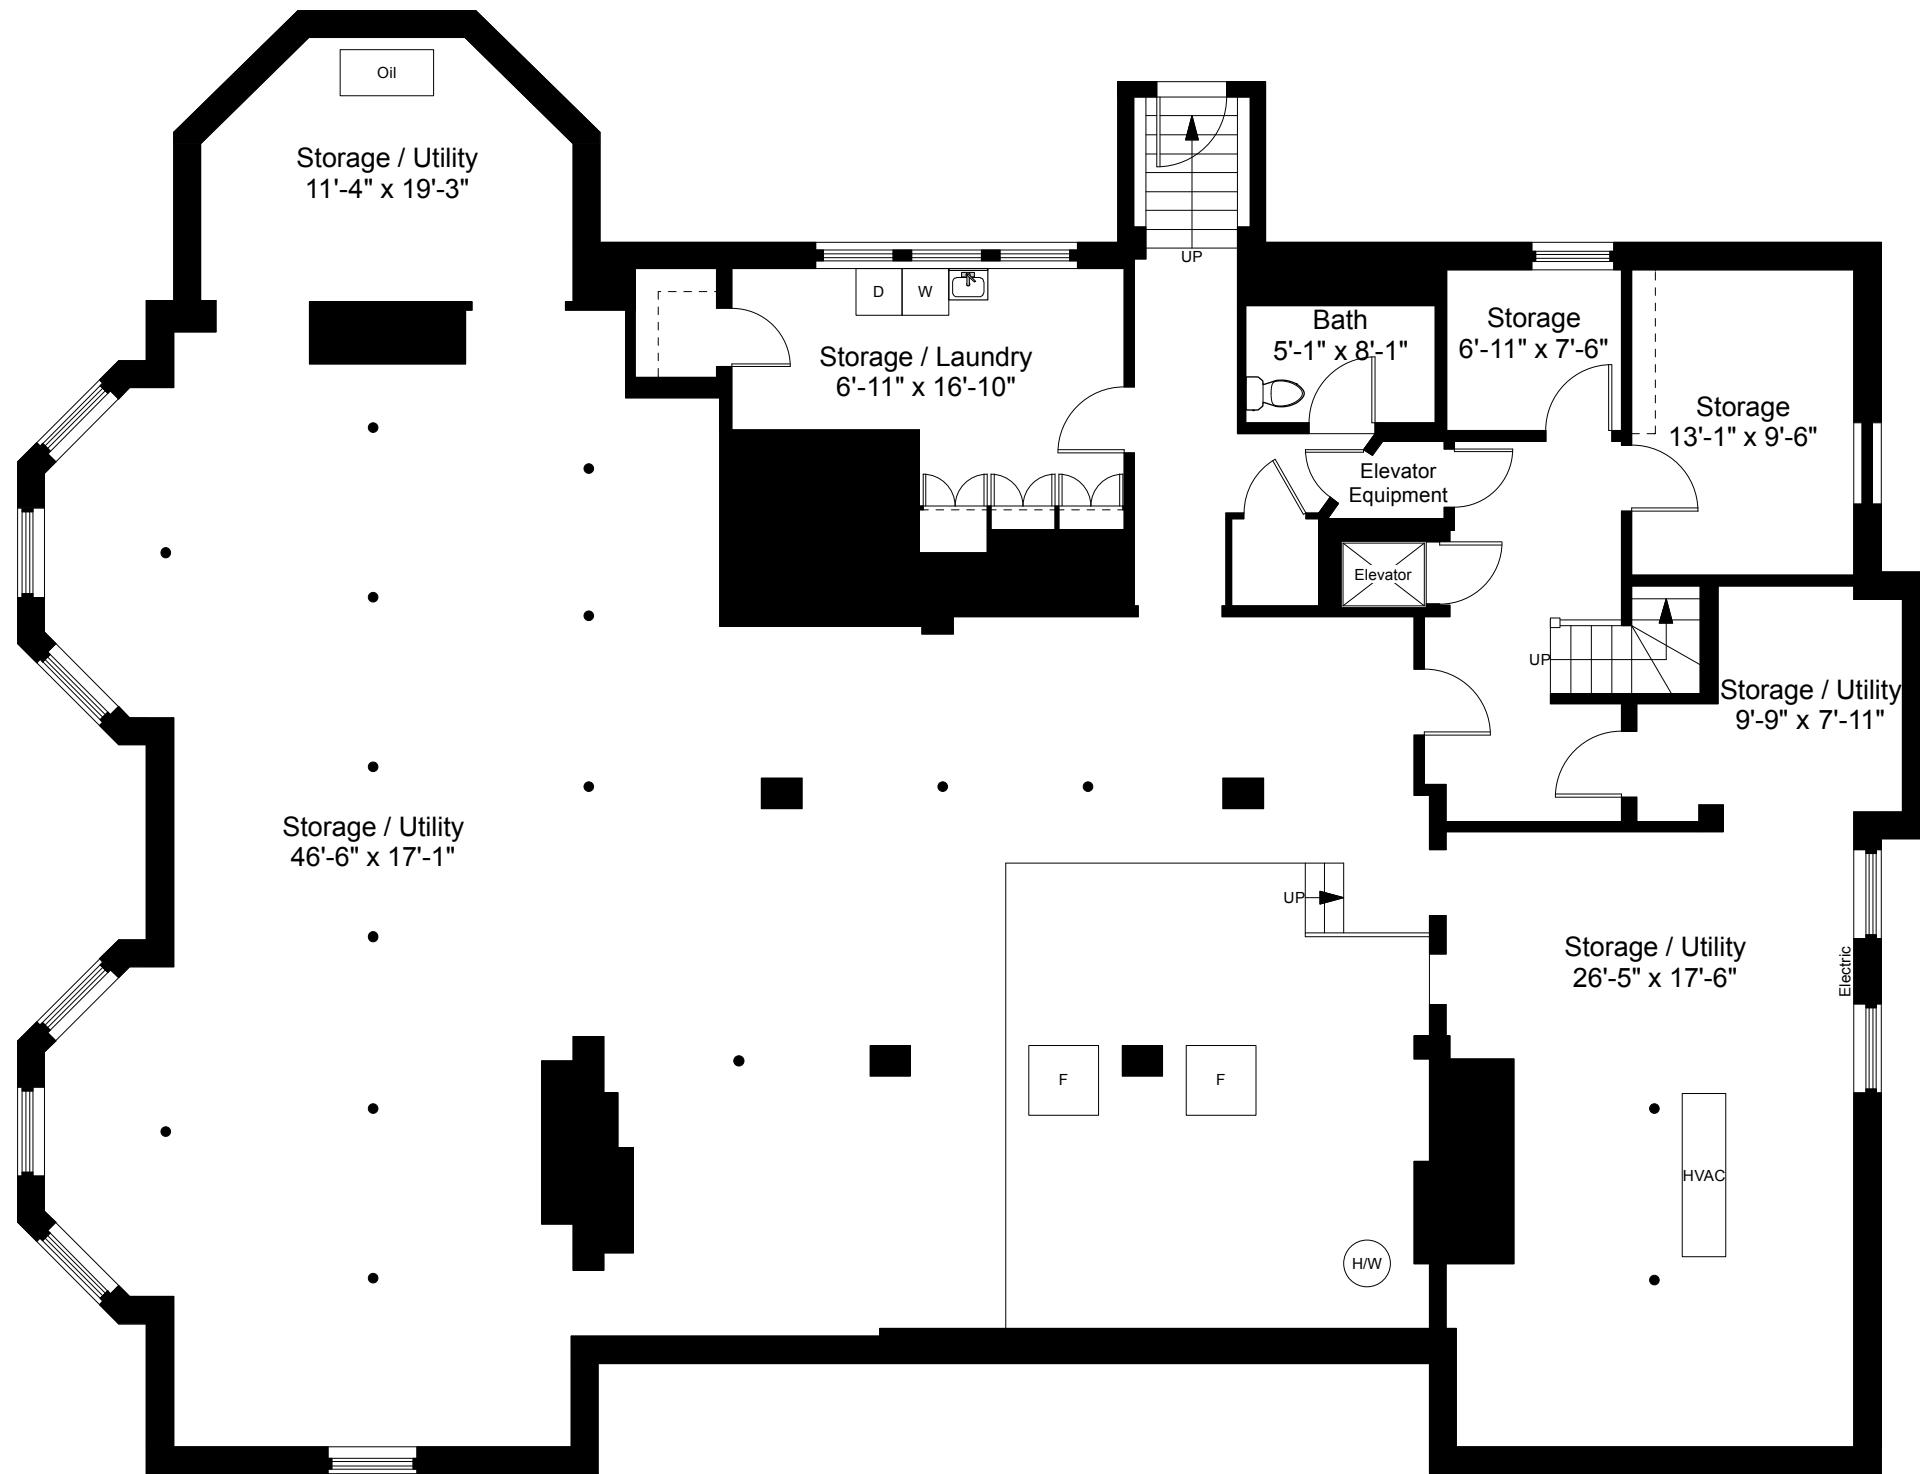 Oil
Storage / Utility
11'-4" x 19'-3"
UP
D
W
Storage / Laundry
6'-11" x 16'-10"
Bath
5'-1" x 8'-1"
Storage
6'-11" x 7'-6"
Storage
13'-1" x 9'-6"
Elevator
Equipment
Elevator
UP
Storage / Utility
9'-9" x 7'-11"
Storage / Utility
46'-6" x 17'-1"
UP
Storage / Utility
26'-5" x 17'-6"
Electric
F
F
HVAC
H/W